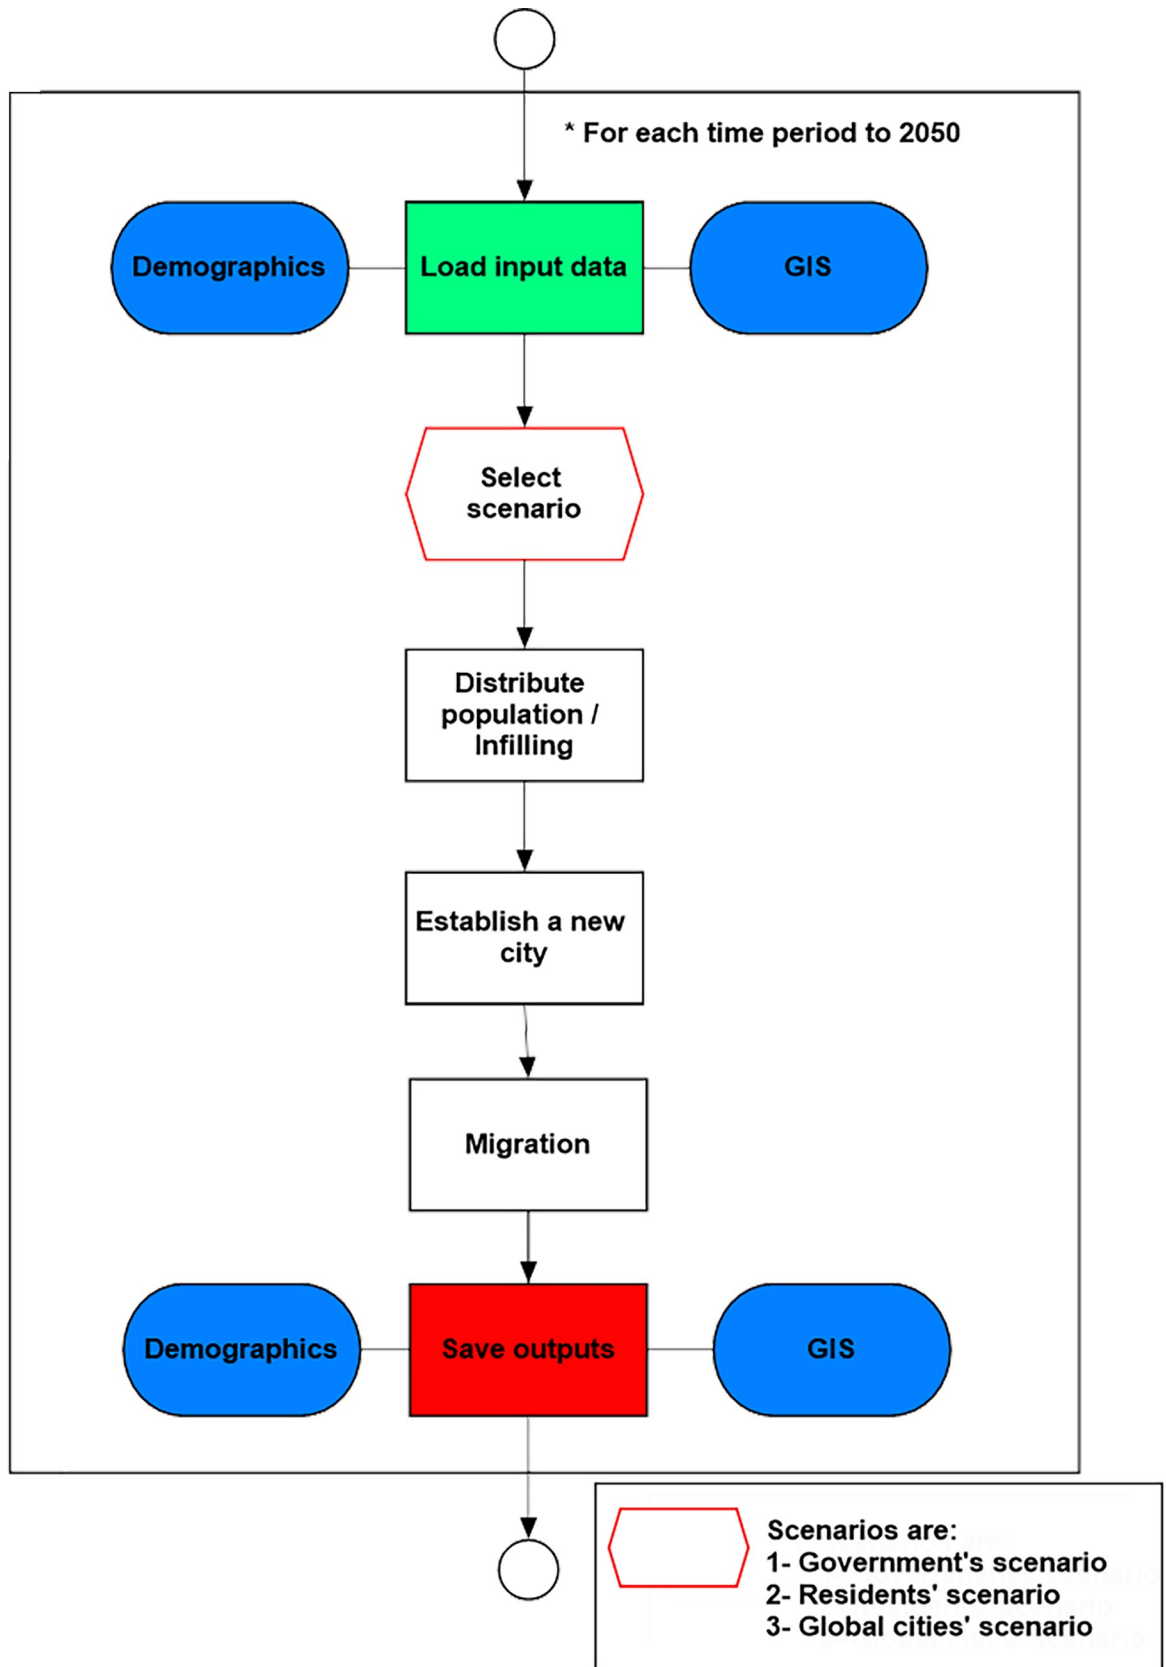 * For each time period to 2050
Demographics
Load input data
GIS
Select
scenario
Distribute
population /
Infilling
Establish a new
city
Migration
Demographics
Save outputs
GIS
Scenarios are:
1- Government's scenario
2- Residents' scenario
3- Global cities' scenario